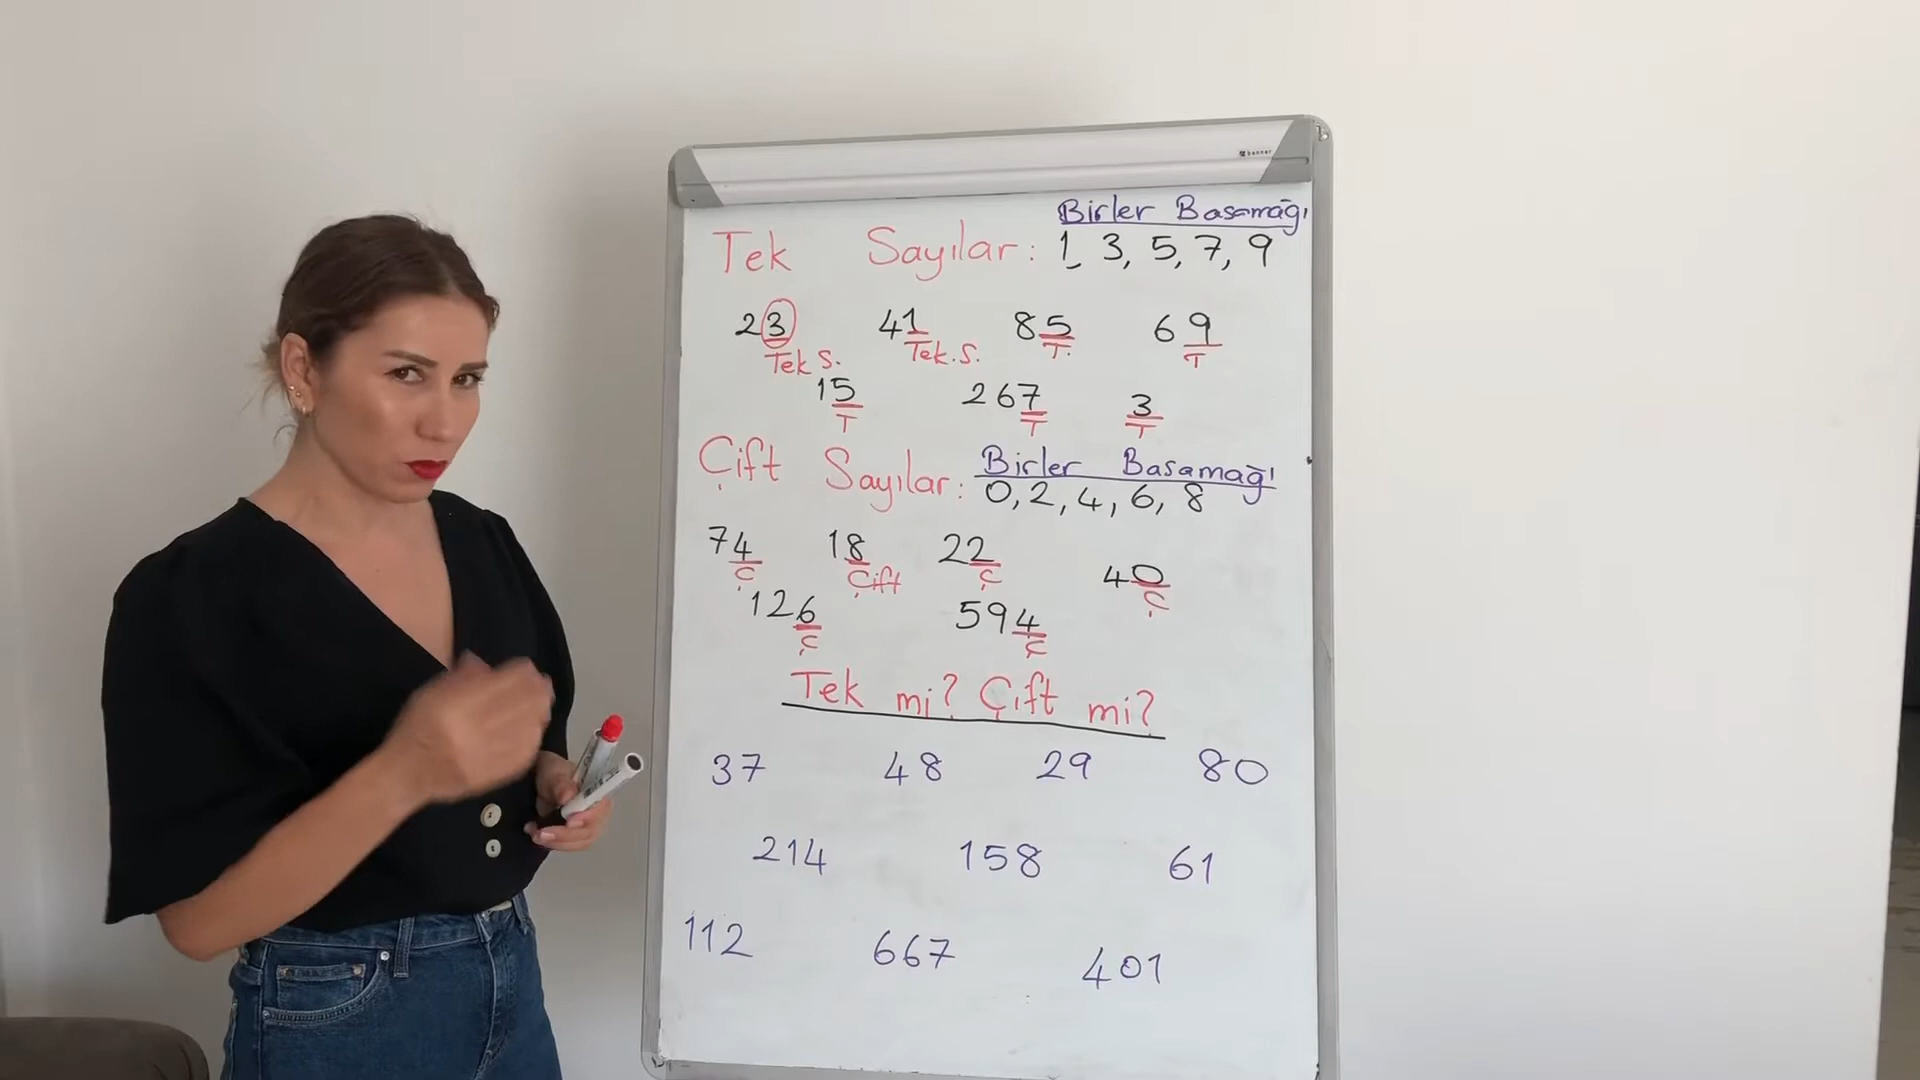 banner
Birler Basamağı
Tek Sayılar: 1, 3, 5, 7, 9
23 41 85 69
Tek S. Tek.S. T. T
15 267 3
T T T
Birler Basamağı
Çift Sayılar: 0, 2, 4, 6, 8
74 18 22 40
Ç Çift Ç Ç
126 594
Ç Ç
Tek mi? Çift mi?
37 48 29 80
214 158 61
112 667 401